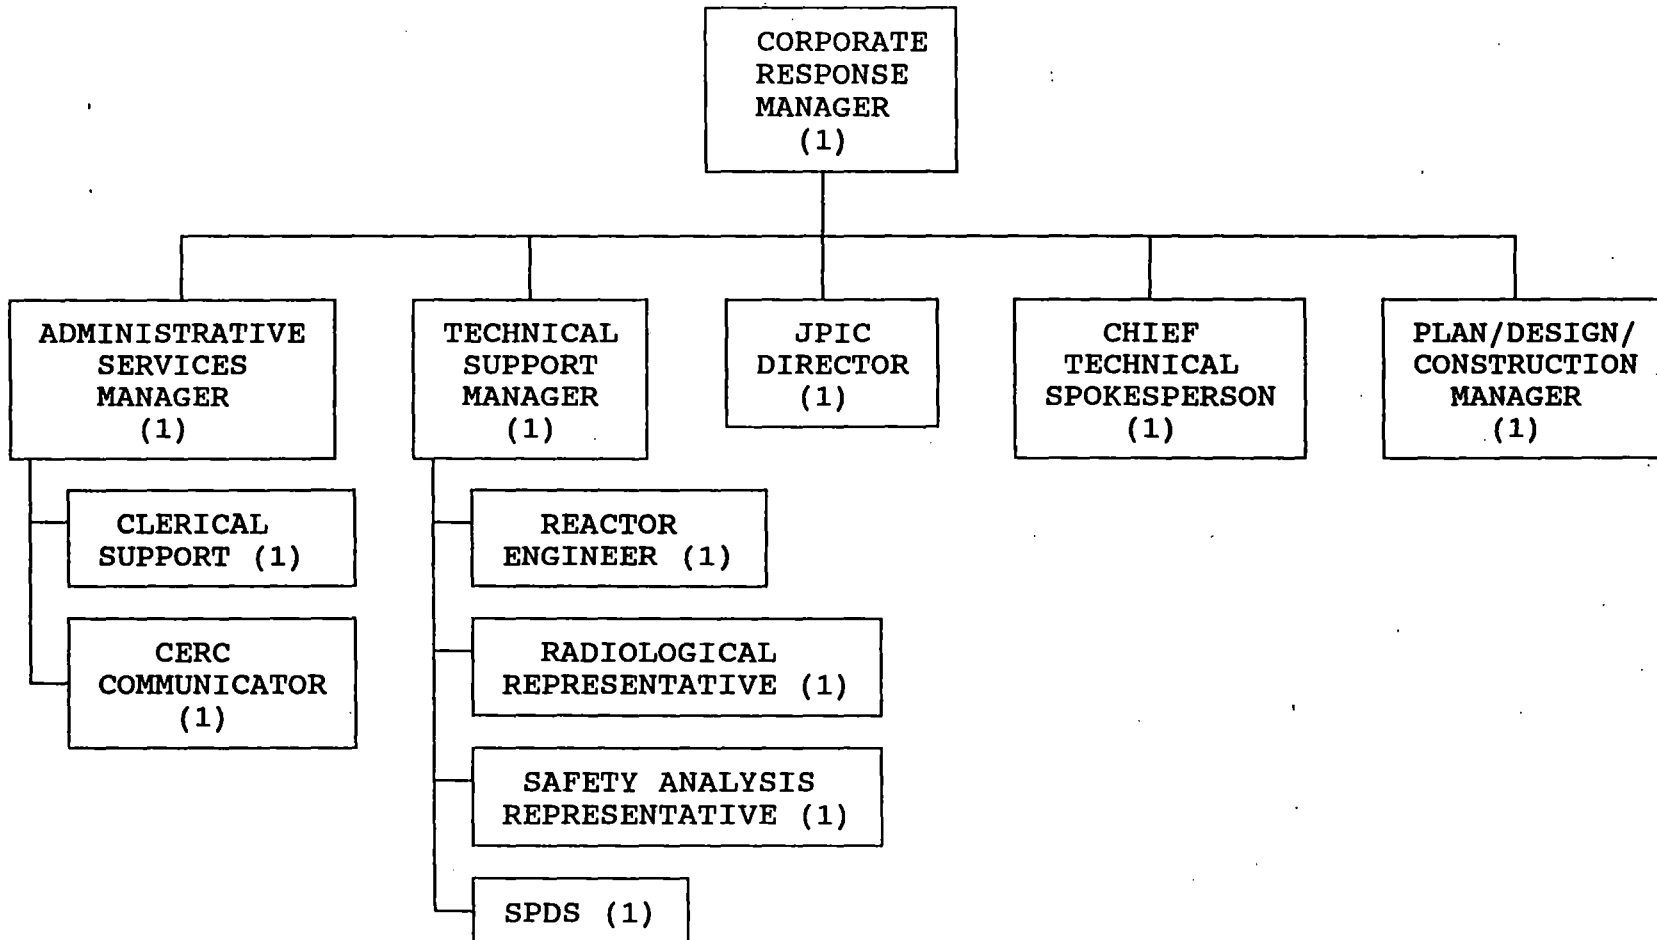 CORPORATE
RESPONSE
MANAGER
(1)
ADMINISTRATIVE
SERVICES
MANAGER
(1)
TECHNICAL
SUPPORT
MANAGER
(1)
JPIC
DIRECTOR
(1)
CHIEF
TECHNICAL
SPOKESPERSON
(1)
PLAN/DESIGN/
CONSTRUCTION
MANAGER
(1)
CLERICAL
SUPPORT (1)
CERC
COMMUNICATOR
(1)
REACTOR
ENGINEER (1)
RADIOLOGICAL
REPRESENTATIVE (1)
SAFETY ANALYSIS
REPRESENTATIVE (1)
SPDS (1)